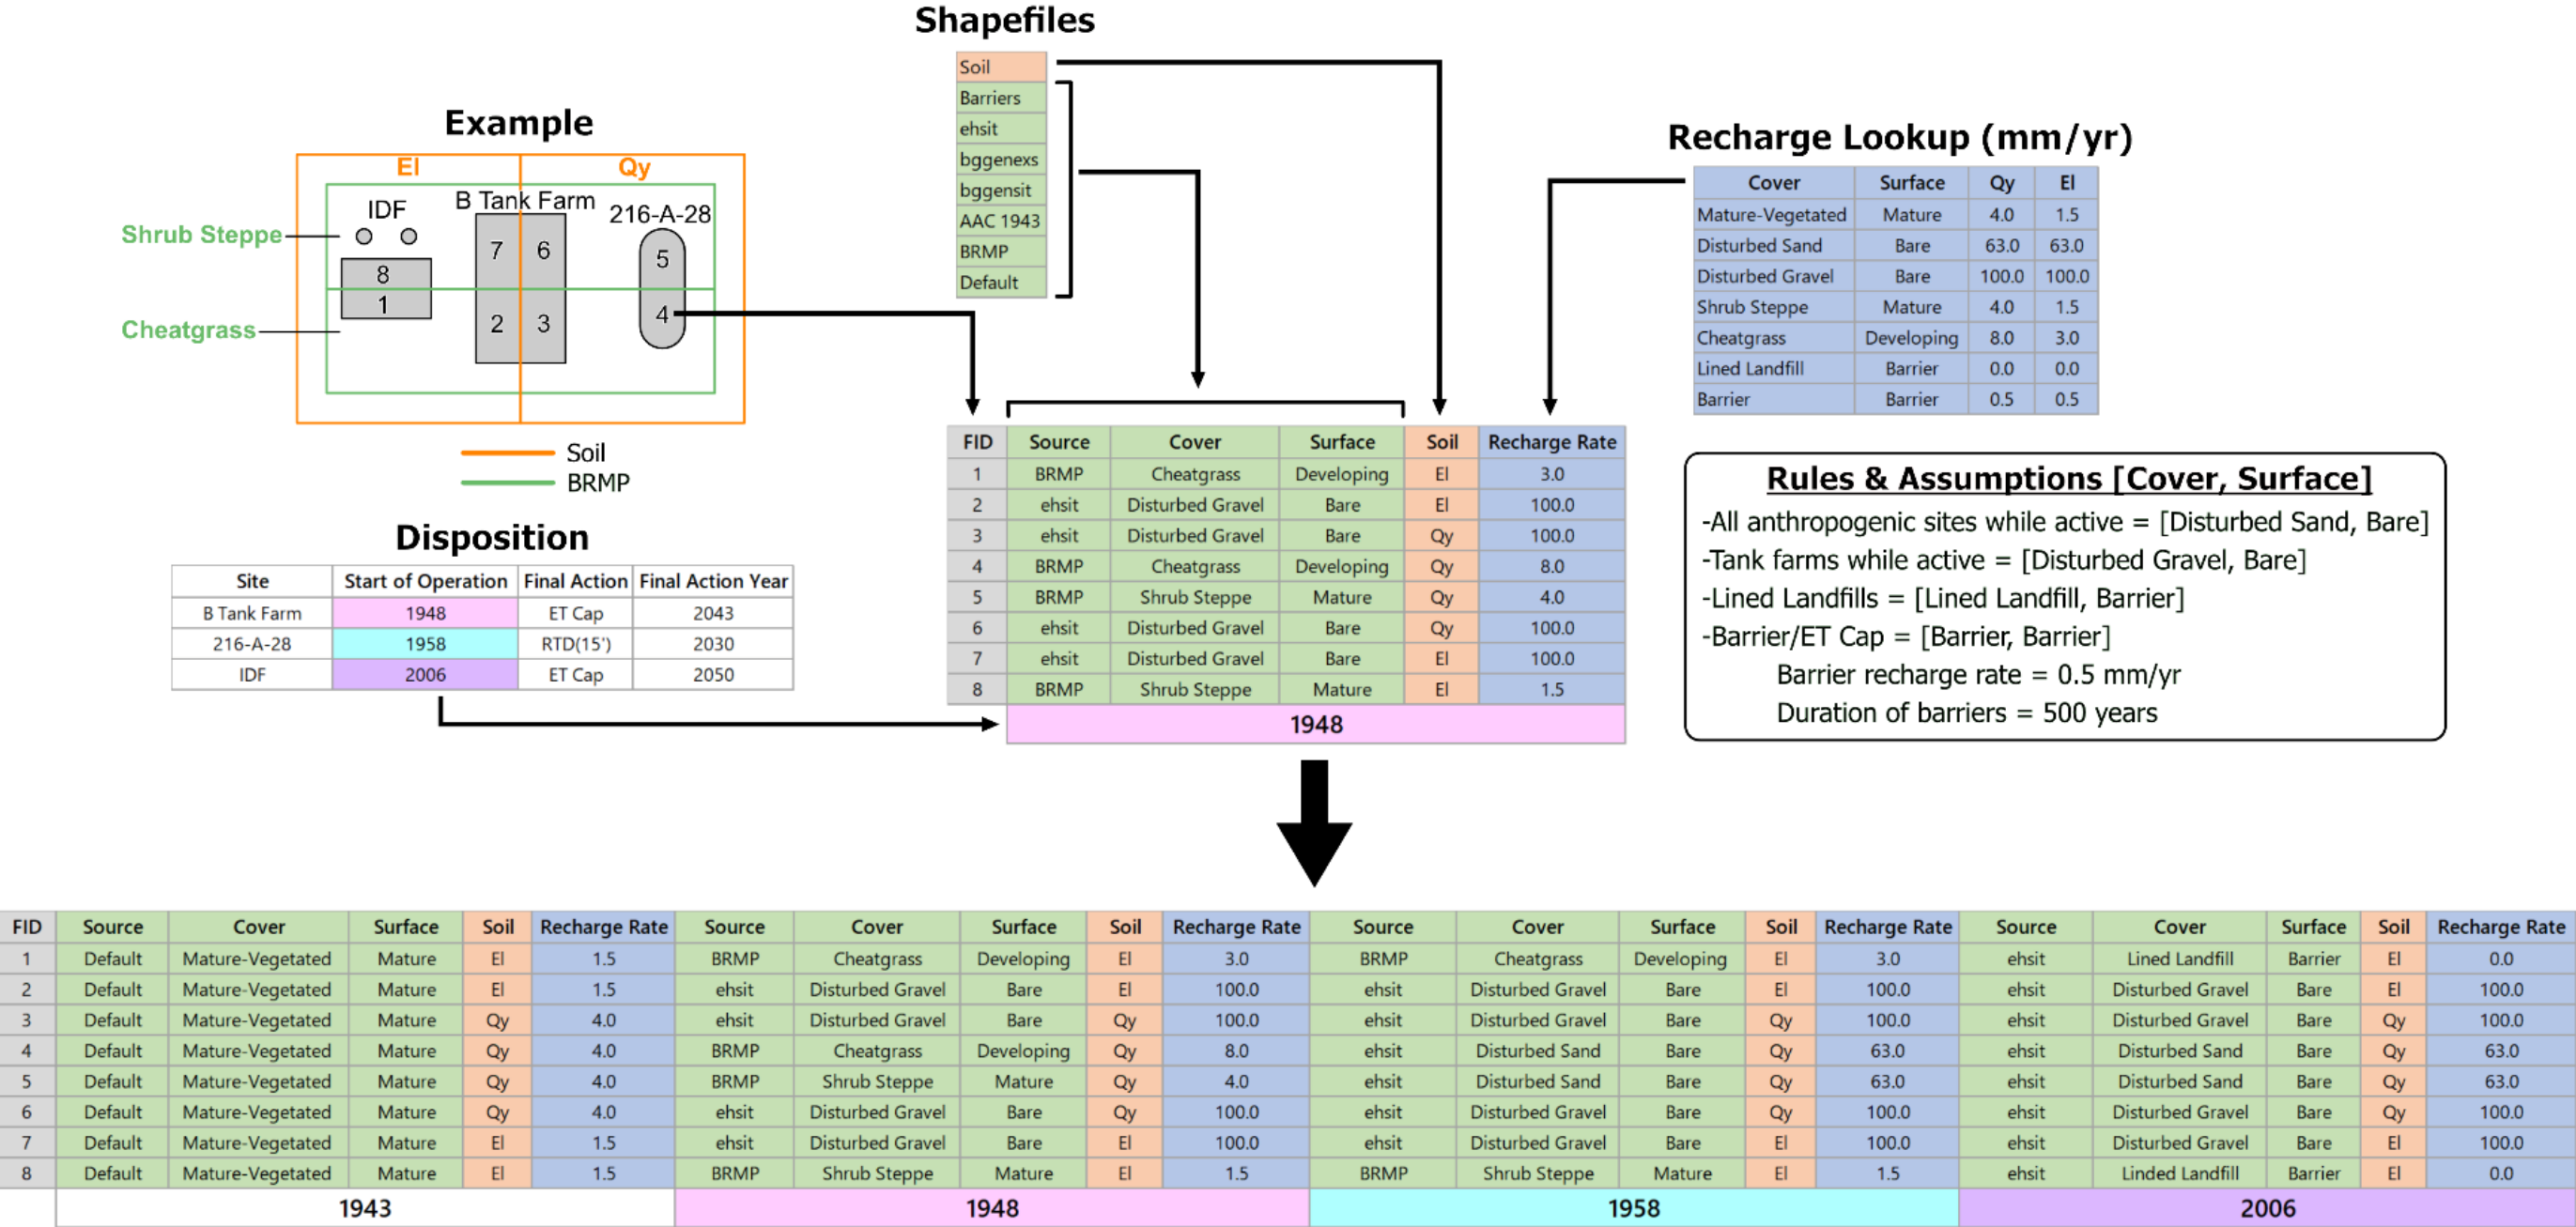 Shapefiles
Soil
Barriers
ehsit
bggenexs
bggensit
AAC 1943
BRMP
Default
Example
El Qy
IDF B Tank Farm 216-A-28
Shrub Steppe
Cheatgrass
7 6 5
8
1
2 3 4
Soil
BRMP
Recharge Lookup (mm/yr)
Cover Surface Qy El
Mature-Vegetated Mature 4.0 1.5
Disturbed Sand Bare 63.0 63.0
Disturbed Gravel Bare 100.0 100.0
Shrub Steppe Mature 4.0 1.5
Cheatgrass Developing 8.0 3.0
Lined Landfill Barrier 0.0 0.0
Barrier Barrier 0.5 0.5
Disposition
Site Start of Operation Final Action Final Action Year
B Tank Farm 1948 ET Cap 2043
216-A-28 1958 RTD(15') 2030
IDF 2006 ET Cap 2050
FID Source Cover Surface Soil Recharge Rate
1 BRMP Cheatgrass Developing El 3.0
2 ehsit Disturbed Gravel Bare El 100.0
3 ehsit Disturbed Gravel Bare Qy 100.0
4 BRMP Cheatgrass Developing Qy 8.0
5 BRMP Shrub Steppe Mature Qy 4.0
6 ehsit Disturbed Gravel Bare Qy 100.0
7 ehsit Disturbed Gravel Bare El 100.0
8 BRMP Shrub Steppe Mature El 1.5
1948
Rules & Assumptions [Cover, Surface]
-All anthropogenic sites while active = [Disturbed Sand, Bare]
-Tank farms while active = [Disturbed Gravel, Bare]
-Lined Landfills = [Lined Landfill, Barrier]
-Barrier/ET Cap = [Barrier, Barrier]
Barrier recharge rate = 0.5 mm/yr
Duration of barriers = 500 years
FID Source Cover Surface Soil Recharge Rate Source Cover Surface Soil Recharge Rate Source Cover Surface Soil Recharge Rate Source Cover Surface Soil Recharge Rate
1 Default Mature-Vegetated Mature El 1.5 BRMP Cheatgrass Developing El 3.0 BRMP Cheatgrass Developing El 3.0 ehsit Lined Landfill Barrier El 0.0
2 Default Mature-Vegetated Mature El 1.5 ehsit Disturbed Gravel Bare El 100.0 ehsit Disturbed Gravel Bare El 100.0 ehsit Disturbed Gravel Bare El 100.0
3 Default Mature-Vegetated Mature Qy 4.0 ehsit Disturbed Gravel Bare Qy 100.0 ehsit Disturbed Gravel Bare Qy 100.0 ehsit Disturbed Gravel Bare Qy 100.0
4 Default Mature-Vegetated Mature Qy 4.0 BRMP Cheatgrass Developing Qy 8.0 ehsit Disturbed Sand Bare Qy 63.0 ehsit Disturbed Sand Bare Qy 63.0
5 Default Mature-Vegetated Mature Qy 4.0 BRMP Shrub Steppe Mature Qy 4.0 ehsit Disturbed Sand Bare Qy 63.0 ehsit Disturbed Sand Bare Qy 63.0
6 Default Mature-Vegetated Mature Qy 4.0 ehsit Disturbed Gravel Bare Qy 100.0 ehsit Disturbed Gravel Bare Qy 100.0 ehsit Disturbed Gravel Bare Qy 100.0
7 Default Mature-Vegetated Mature El 1.5 ehsit Disturbed Gravel Bare El 100.0 ehsit Disturbed Gravel Bare El 100.0 ehsit Disturbed Gravel Bare El 100.0
8 Default Mature-Vegetated Mature El 1.5 BRMP Shrub Steppe Mature El 1.5 BRMP Shrub Steppe Mature El 1.5 ehsit Linded Landfill Barrier El 0.0
1943 1948 1958 2006